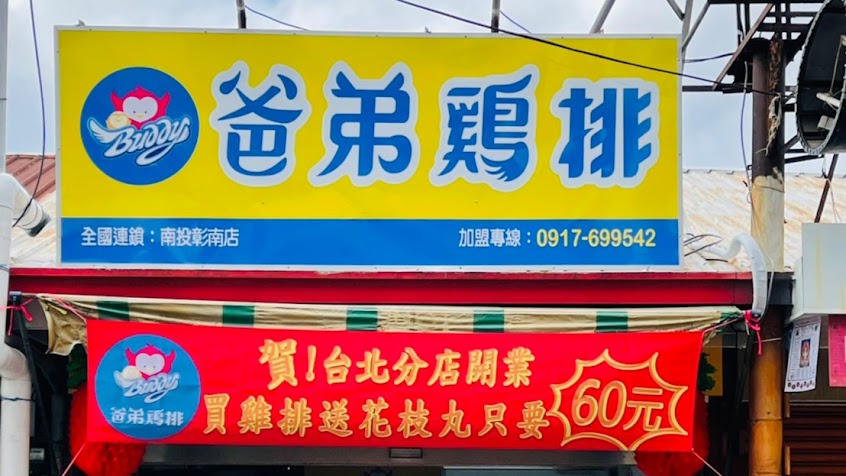 Buddy
爸弟鷄排
全國連鎖：南投彰南店
加盟專線：0917-699542
Buddy
爸弟鷄排
賀！台北分店開業
買雞排送花枝丸只要
60元